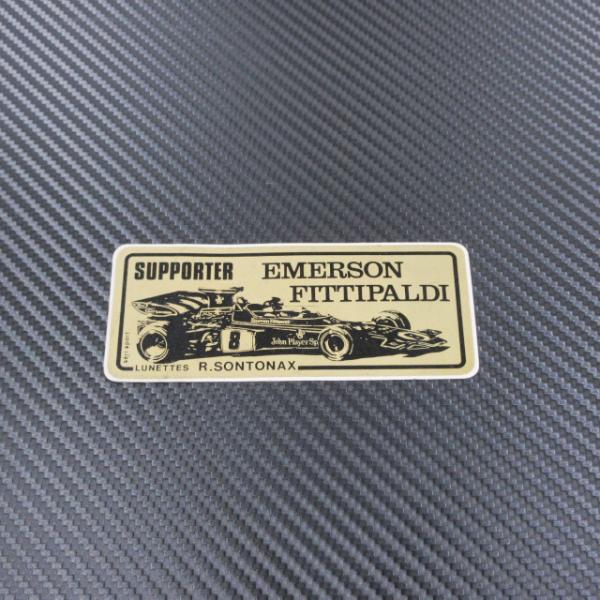 SUPPORTER
EMERSON
FITTIPALDI
8
John Player Sp
LUNETTES R.SONTONAX